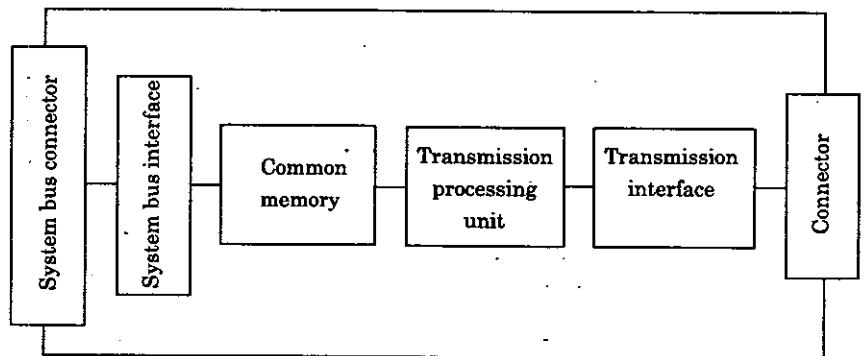 System bus connector
System bus interface
Common
memory
Transmission
processing
unit
Transmission
interface
Connector